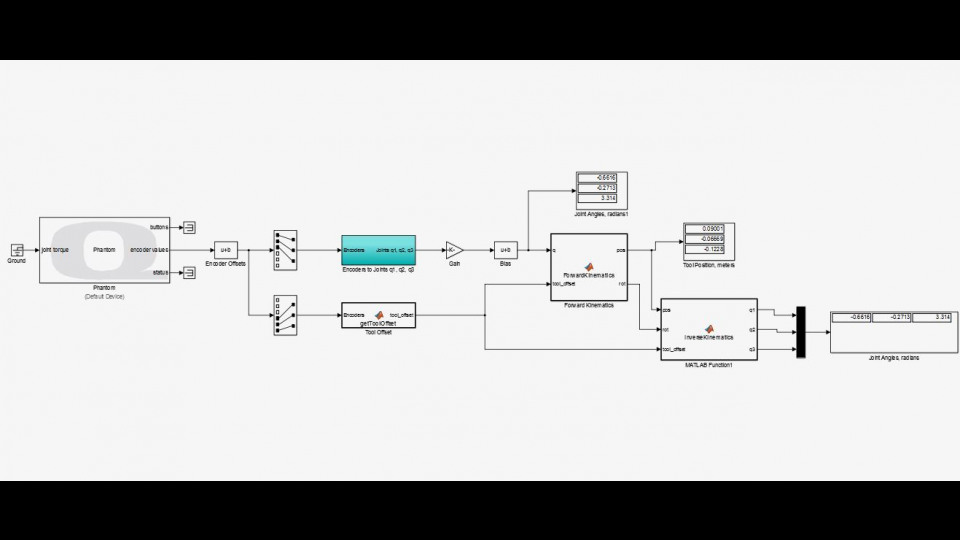 Ground
joint torque
Phantom
buttons
encoder values
status
Phantom
(Default Device)
u+b
Encoder Offsets
Encoders
Joints q1, q2, q3
Encoders to Joints q1, q2, q3
Encoders
tool_offset
getToolOffset
Tool Offset
-K-
Gain
u+b
Bias
-0.6616
-0.2713
3.314
Joint Angles, radians1
q
pos
ForwardKinematics
tool_offset
rot
Forward Kinematics
0.09001
-0.06669
-0.1228
Tool Position, meters
pos
q1
rot
q2
InverseKinematics
tool_offset
q3
MATLAB Function1
-0.6616
-0.2713
3.314
Joint Angles, radians